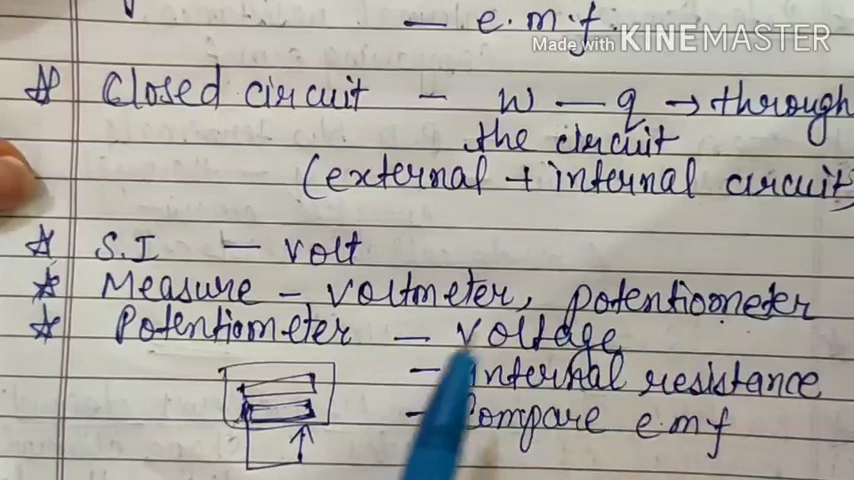 — e.m.f.
Made with KINEMASTER
☆ Closed circuit - W — q → through
the circuit
(external + internal circuit)
☆ S.I — volt
☆ Measure - voltmeter, potentiometer
☆ Potentiometer — voltage
- Internal resistance
- Compare e.m.f